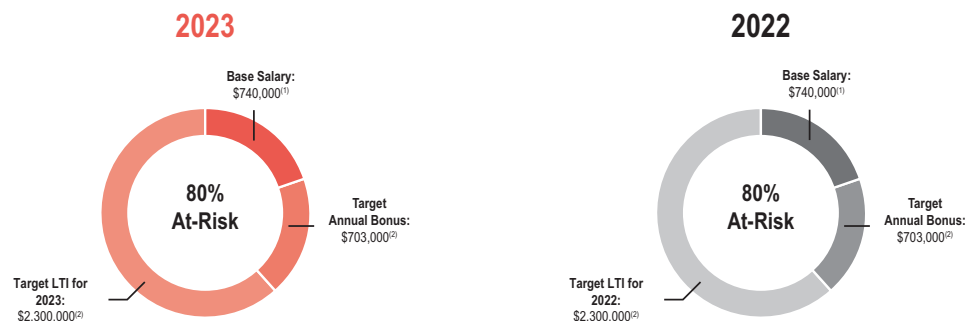 2023
Base Salary:
$740,000(1)
80%
At-Risk
Target
Annual Bonus:
$703,000(2)
Target LTI for
2023:
$2.300.000(2)
2022
Base Salary:
$740,000(1)
80%
At-Risk
Target
Annual Bonus:
$703,000(2)
Target LTI for
2022:
$2.300.000(2)